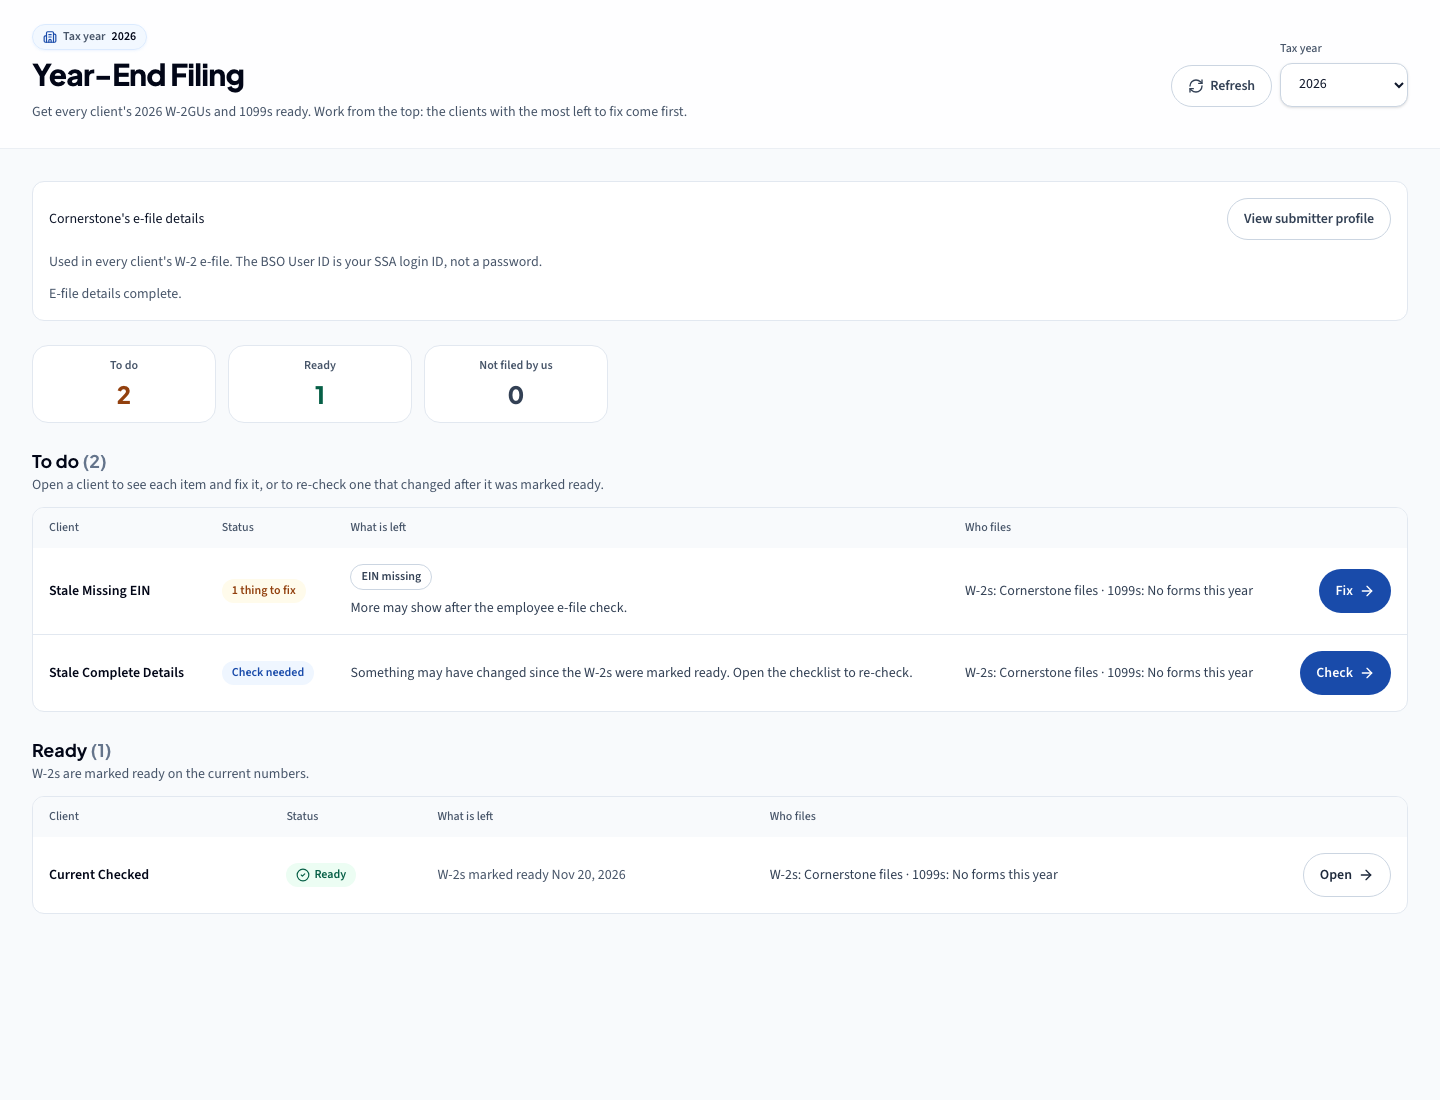 Tax year 2026
Year-End Filing
Get every client's 2026 W-2GUs and 1099s ready. Work from the top: the clients with the most left to fix come first.
Refresh
Tax year
2026
Cornerstone's e-file details
View submitter profile
Used in every client's W-2 e-file. The BSO User ID is your SSA login ID, not a password.
E-file details complete.
To do
2
Ready
1
Not filed by us
0
To do (2)
Open a client to see each item and fix it, or to re-check one that changed after it was marked ready.
Client Status What is left Who files
Stale Missing EIN 1 thing to fix EIN missing
More may show after the employee e-file check.
W-2s: Cornerstone files · 1099s: No forms this year Fix
Stale Complete Details Check needed Something may have changed since the W-2s were marked ready. Open the checklist to re-check. W-2s: Cornerstone files · 1099s: No forms this year Check
Ready (1)
W-2s are marked ready on the current numbers.
Client Status What is left Who files
Current Checked Ready W-2s marked ready Nov 20, 2026 W-2s: Cornerstone files · 1099s: No forms this year Open